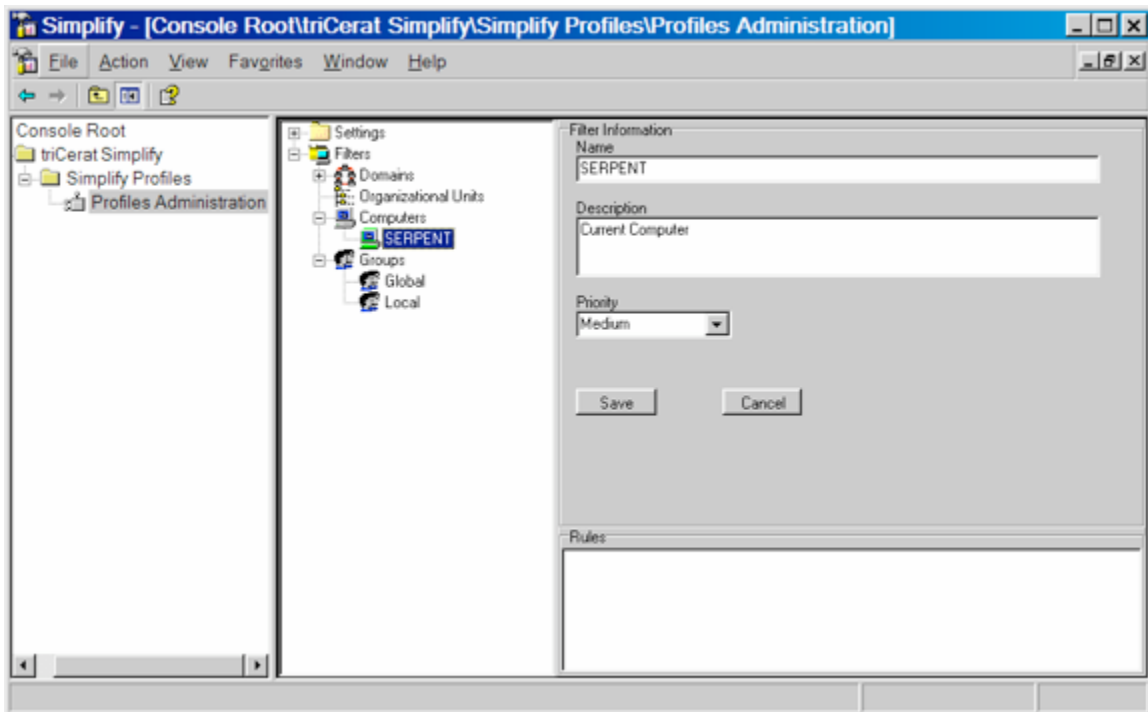 Simplify - [Console Root\triCerat Simplify\Simplify Profiles\Profiles Administration]
File Action View Favorites Window Help
Console Root
triCerat Simplify
Simplify Profiles
Profiles Administration
Settings
Filters
Domains
Organizational Units
Computers
SERPENT
Groups
Global
Local
Filter Information
Name
SERPENT
Description
Current Computer
Priority
Medium
Save Cancel
Rules